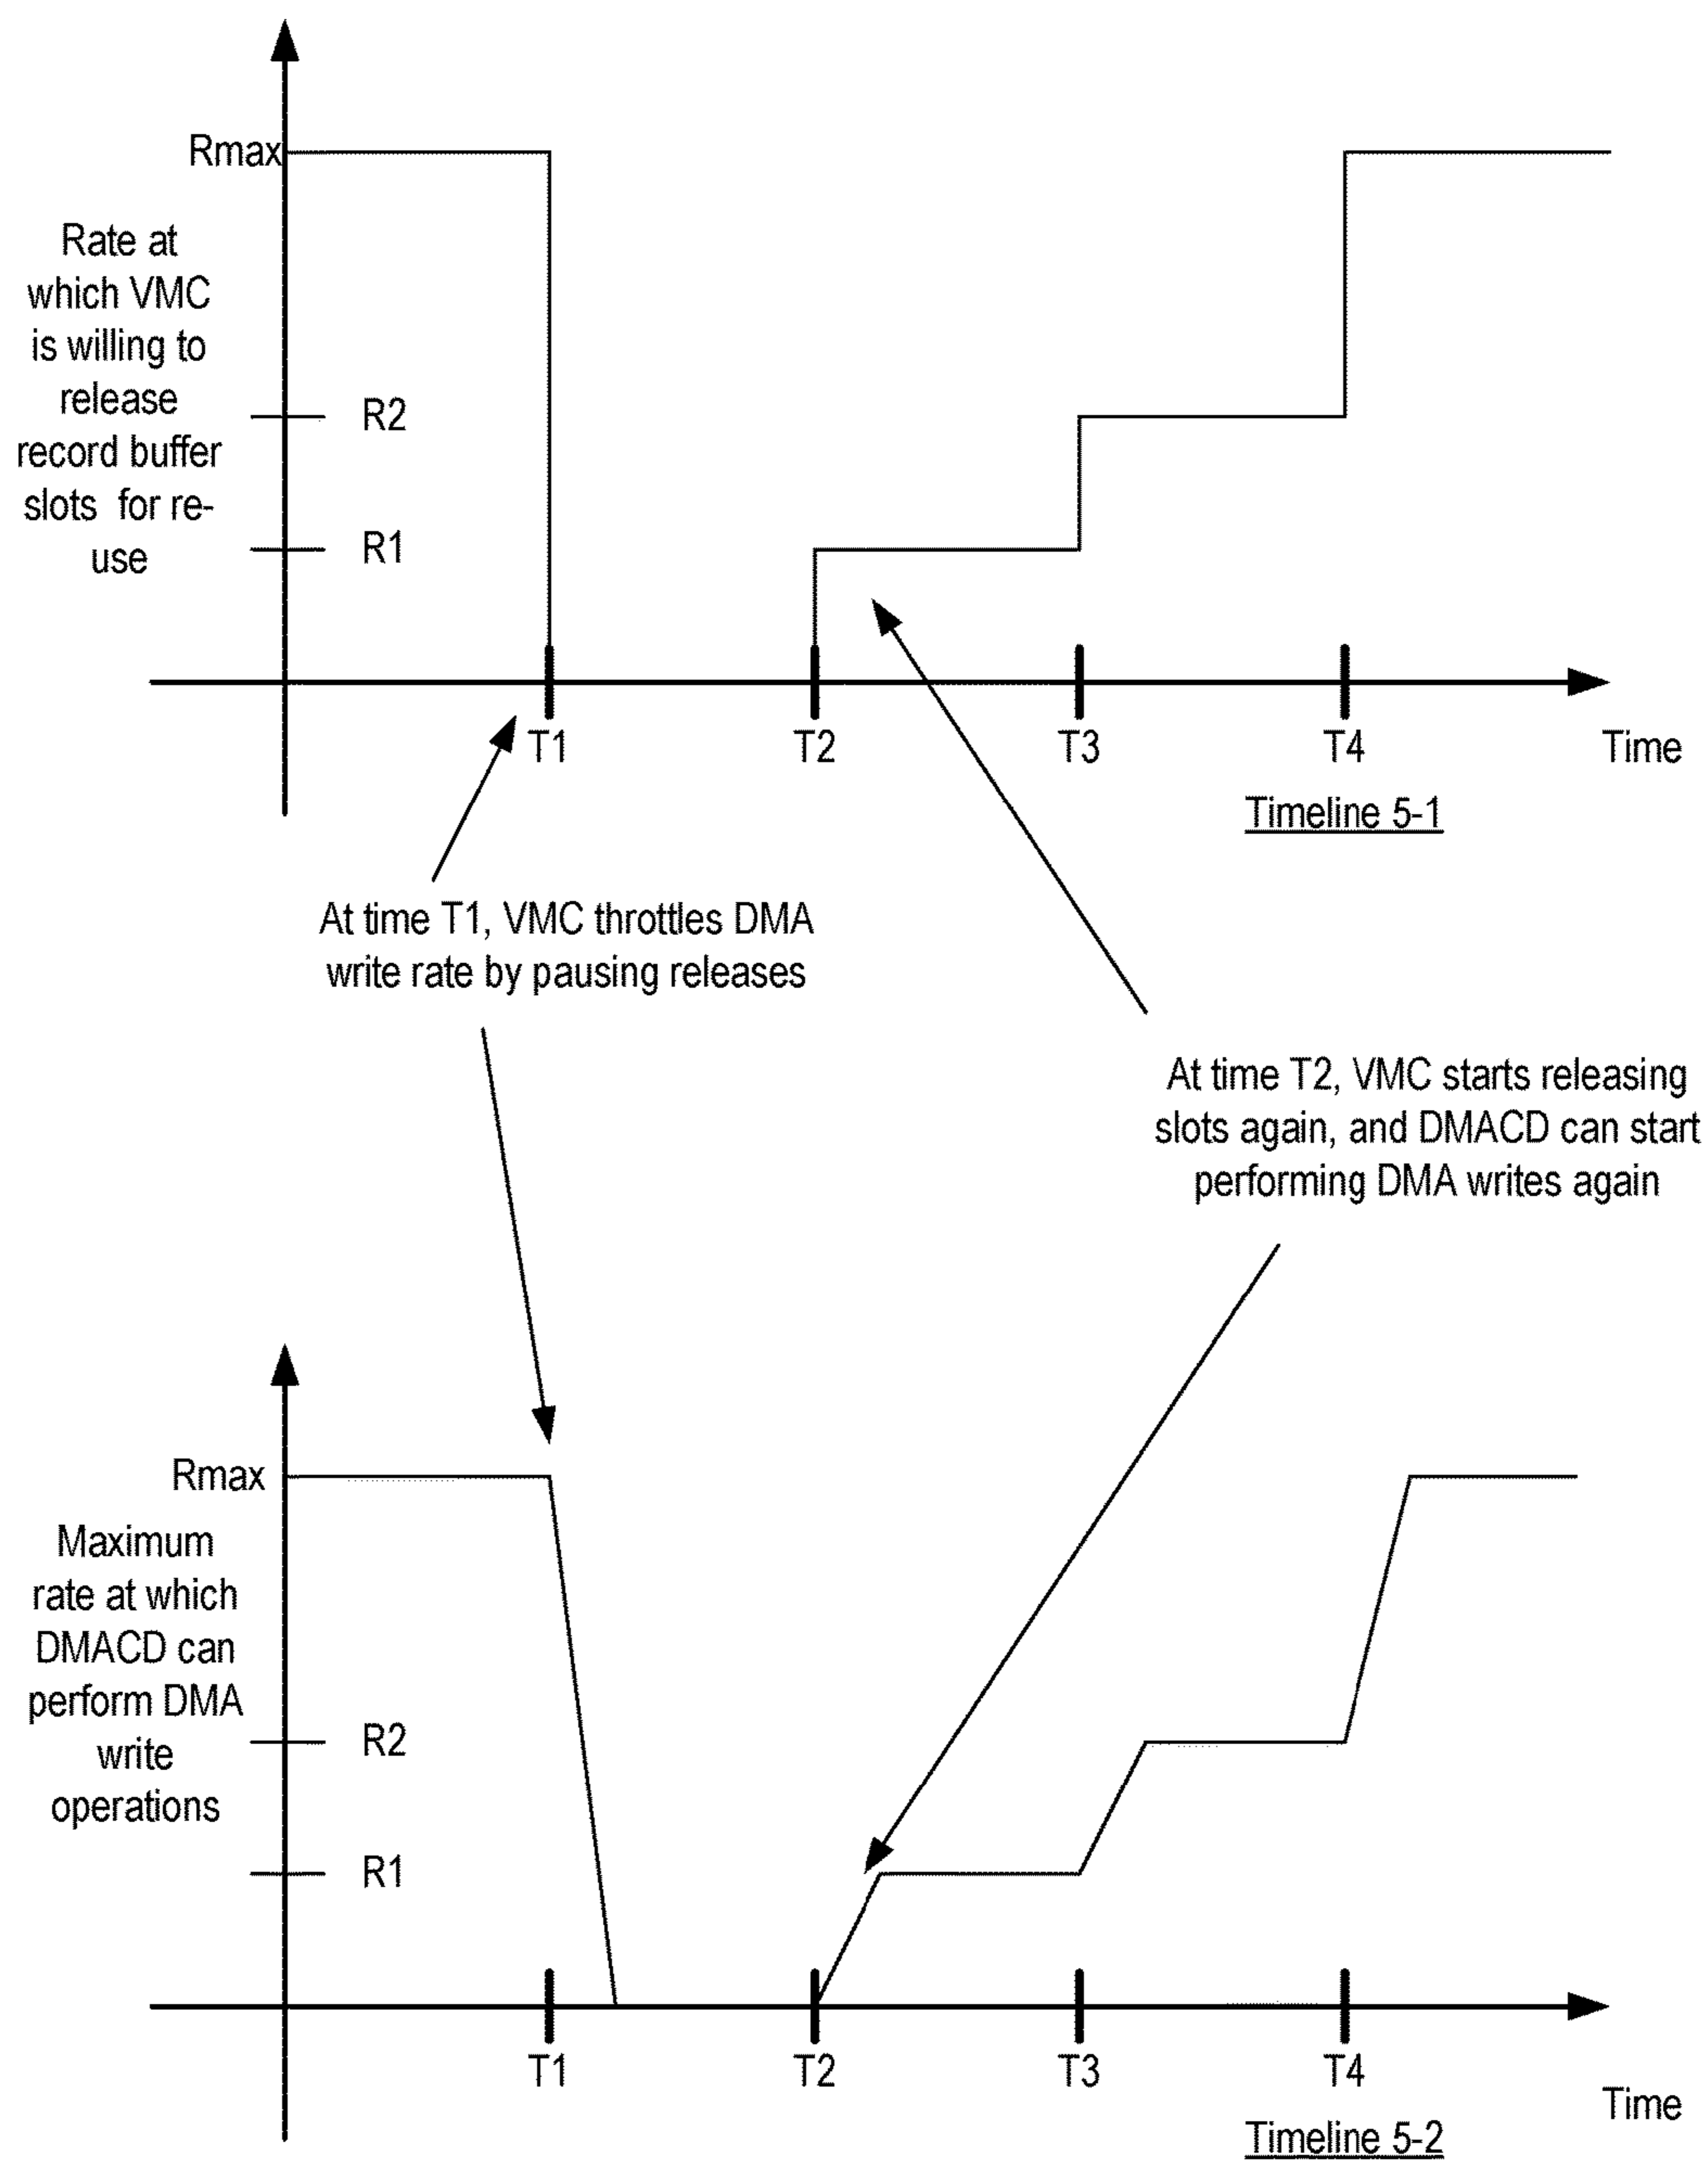 Rmax
Rate at
which VMC
is willing to
release
record buffer
slots for re-
use
R2
R1
T1
T2
T3
T4
Time
Timeline 5-1
At time T1, VMC throttles DMA
write rate by pausing releases
At time T2, VMC starts releasing
slots again, and DMACD can start
performing DMA writes again
Rmax
Maximum
rate at which
DMACD can
perform DMA
write
operations
R2
R1
T1
T2
T3
T4
Time
Timeline 5-2